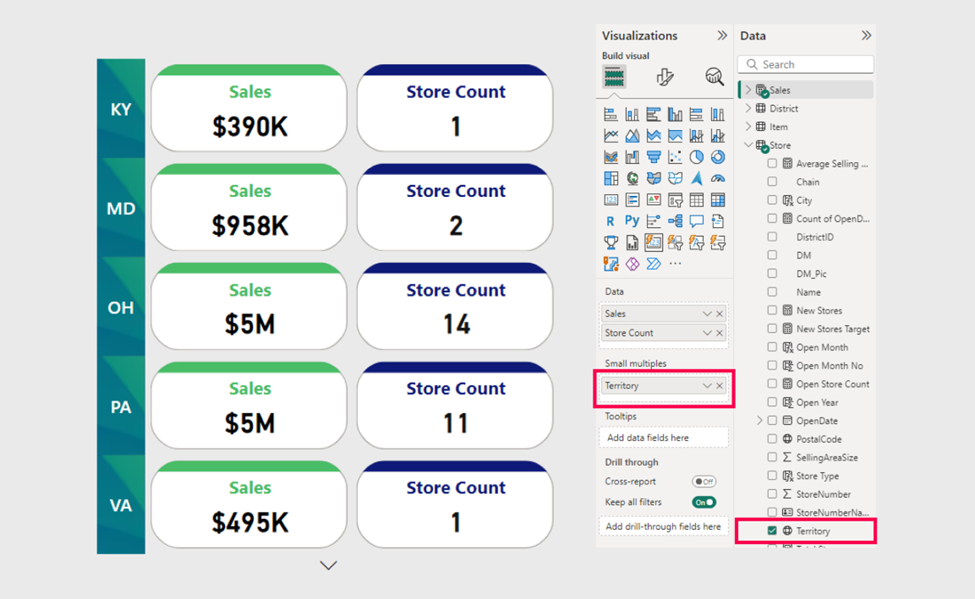 KY
Sales
$390K
Store Count
1
MD
Sales
$958K
Store Count
2
OH
Sales
$5M
Store Count
14
PA
Sales
$5M
Store Count
11
VA
Sales
$495K
Store Count
1
Visualizations
Build visual
R
Py
123
Data
Sales
Store Count
Small multiples
Territory
Tooltips
Add data fields here
Drill through
Cross-report
Off
Keep all filters
On
Add drill-through fields here
Data
Search
Sales
District
Item
Store
Average Selling ...
Chain
City
Count of OpenD...
DistrictID
DM
DM_Pic
Name
New Stores
New Stores Target
Open Month
Open Month No
Open Store Count
Open Year
OpenDate
PostalCode
SellingAreaSize
Store Type
StoreNumber
StoreNumberNa...
Territory